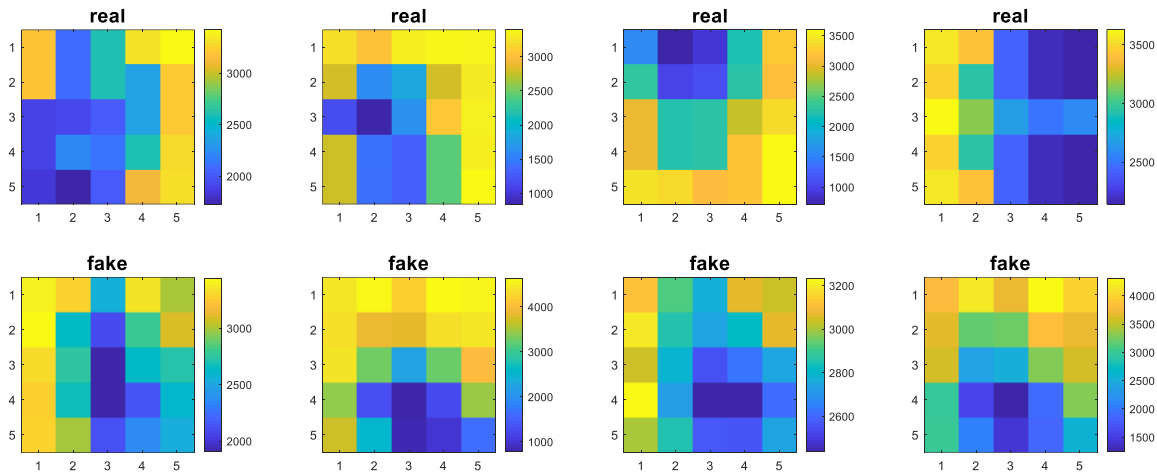 real real real real
1 3000 1 3000 1 3500 1 3500
2 2 2500 2 3000 2
3 2500 3 2000 3 2500 3 3000
4 4 1500 4 2000 4
5 2000 5 1000 5 1500 5 2500
1000
1 2 3 4 5 1 2 3 4 5 1 2 3 4 5 1 2 3 4 5
fake fake fake fake
1 1 4000 1 3200 1 4000
2 3000 2 2 3000 2 3500
3 3 3000 3 3 3000
4 2500 4 2000 4 2800 4 2500
5 2000 5 1000 5 2600 5 2000
1500
1 2 3 4 5 1 2 3 4 5 1 2 3 4 5 1 2 3 4 5